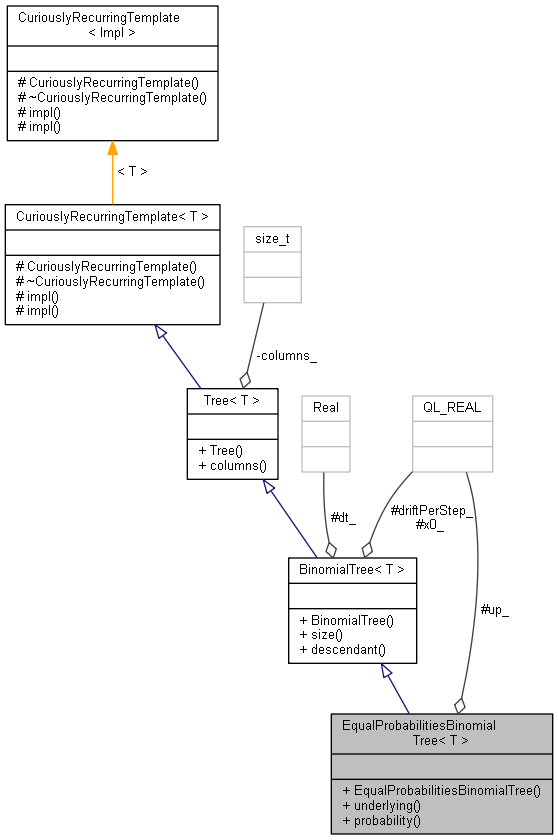 CuriouslyRecurringTemplate
< Impl >
# CuriouslyRecurringTemplate()
# ~CuriouslyRecurringTemplate()
# impl()
# impl()
< T >
CuriouslyRecurringTemplate< T >
# CuriouslyRecurringTemplate()
# ~CuriouslyRecurringTemplate()
# impl()
# impl()
size_t
-columns_
Tree< T >
+ Tree()
+ columns()
Real
QL_REAL
#dt_
#driftPerStep_
#x0_
BinomialTree< T >
+ BinomialTree()
+ size()
+ descendant()
#up_
EqualProbabilitiesBinomial
Tree< T >
+ EqualProbabilitiesBinomialTree()
+ underlying()
+ probability()